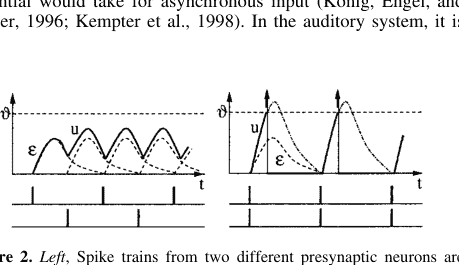 ntial would take for asynchronous input (König, Engel, and
er, 1996; Kempter et al., 1998). In the auditory system, it is
ϑ u ε t
ϑ u ε t
re 2. Left, Spike trains from two different presynaptic neurons are